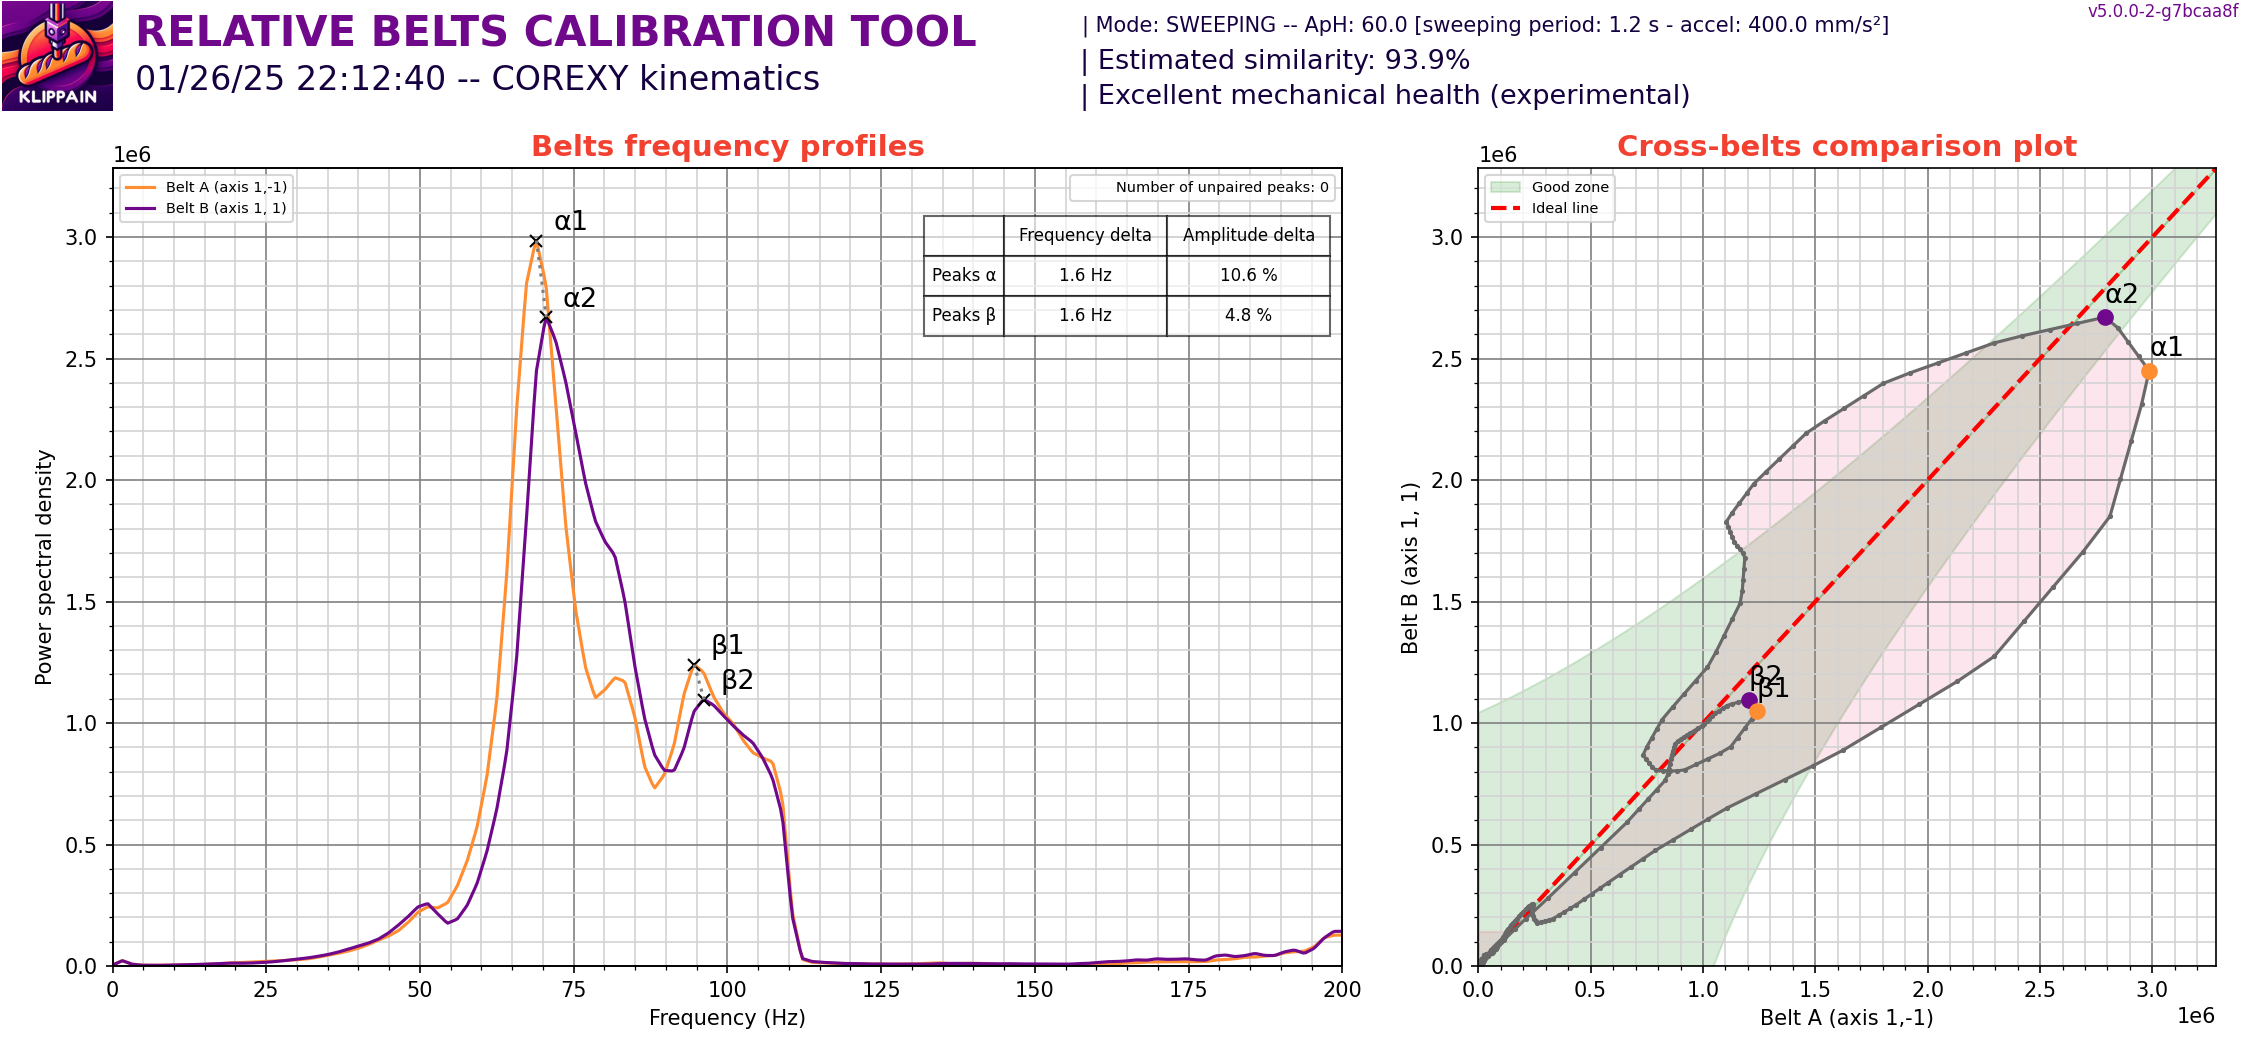 KLIPPAIN
RELATIVE BELTS CALIBRATION TOOL
01/26/25 22:12:40 -- COREXY kinematics
| Mode: SWEEPING -- ApH: 60.0 [sweeping period: 1.2 s - accel: 400.0 mm/s²]
| Estimated similarity: 93.9%
| Excellent mechanical health (experimental)
v5.0.0-2-g7bcaa8f
Belts frequency profiles
1e6
Belt A (axis 1,-1)
Belt B (axis 1, 1)
Number of unpaired peaks: 0
Frequency delta Amplitude delta
Peaks α 1.6 Hz 10.6 %
Peaks β 1.6 Hz 4.8 %
α1
α2
β1
β2
3.0
2.5
2.0
1.5
1.0
0.5
0.0
Power spectral density
0 25 50 75 100 125 150 175 200
Frequency (Hz)
Cross-belts comparison plot
1e6
Good zone
Ideal line
α2
α1
β2
β1
3.0
2.5
2.0
1.5
1.0
0.5
0.0
Belt B (axis 1, 1)
0.0 0.5 1.0 1.5 2.0 2.5 3.0
Belt A (axis 1,-1)
1e6